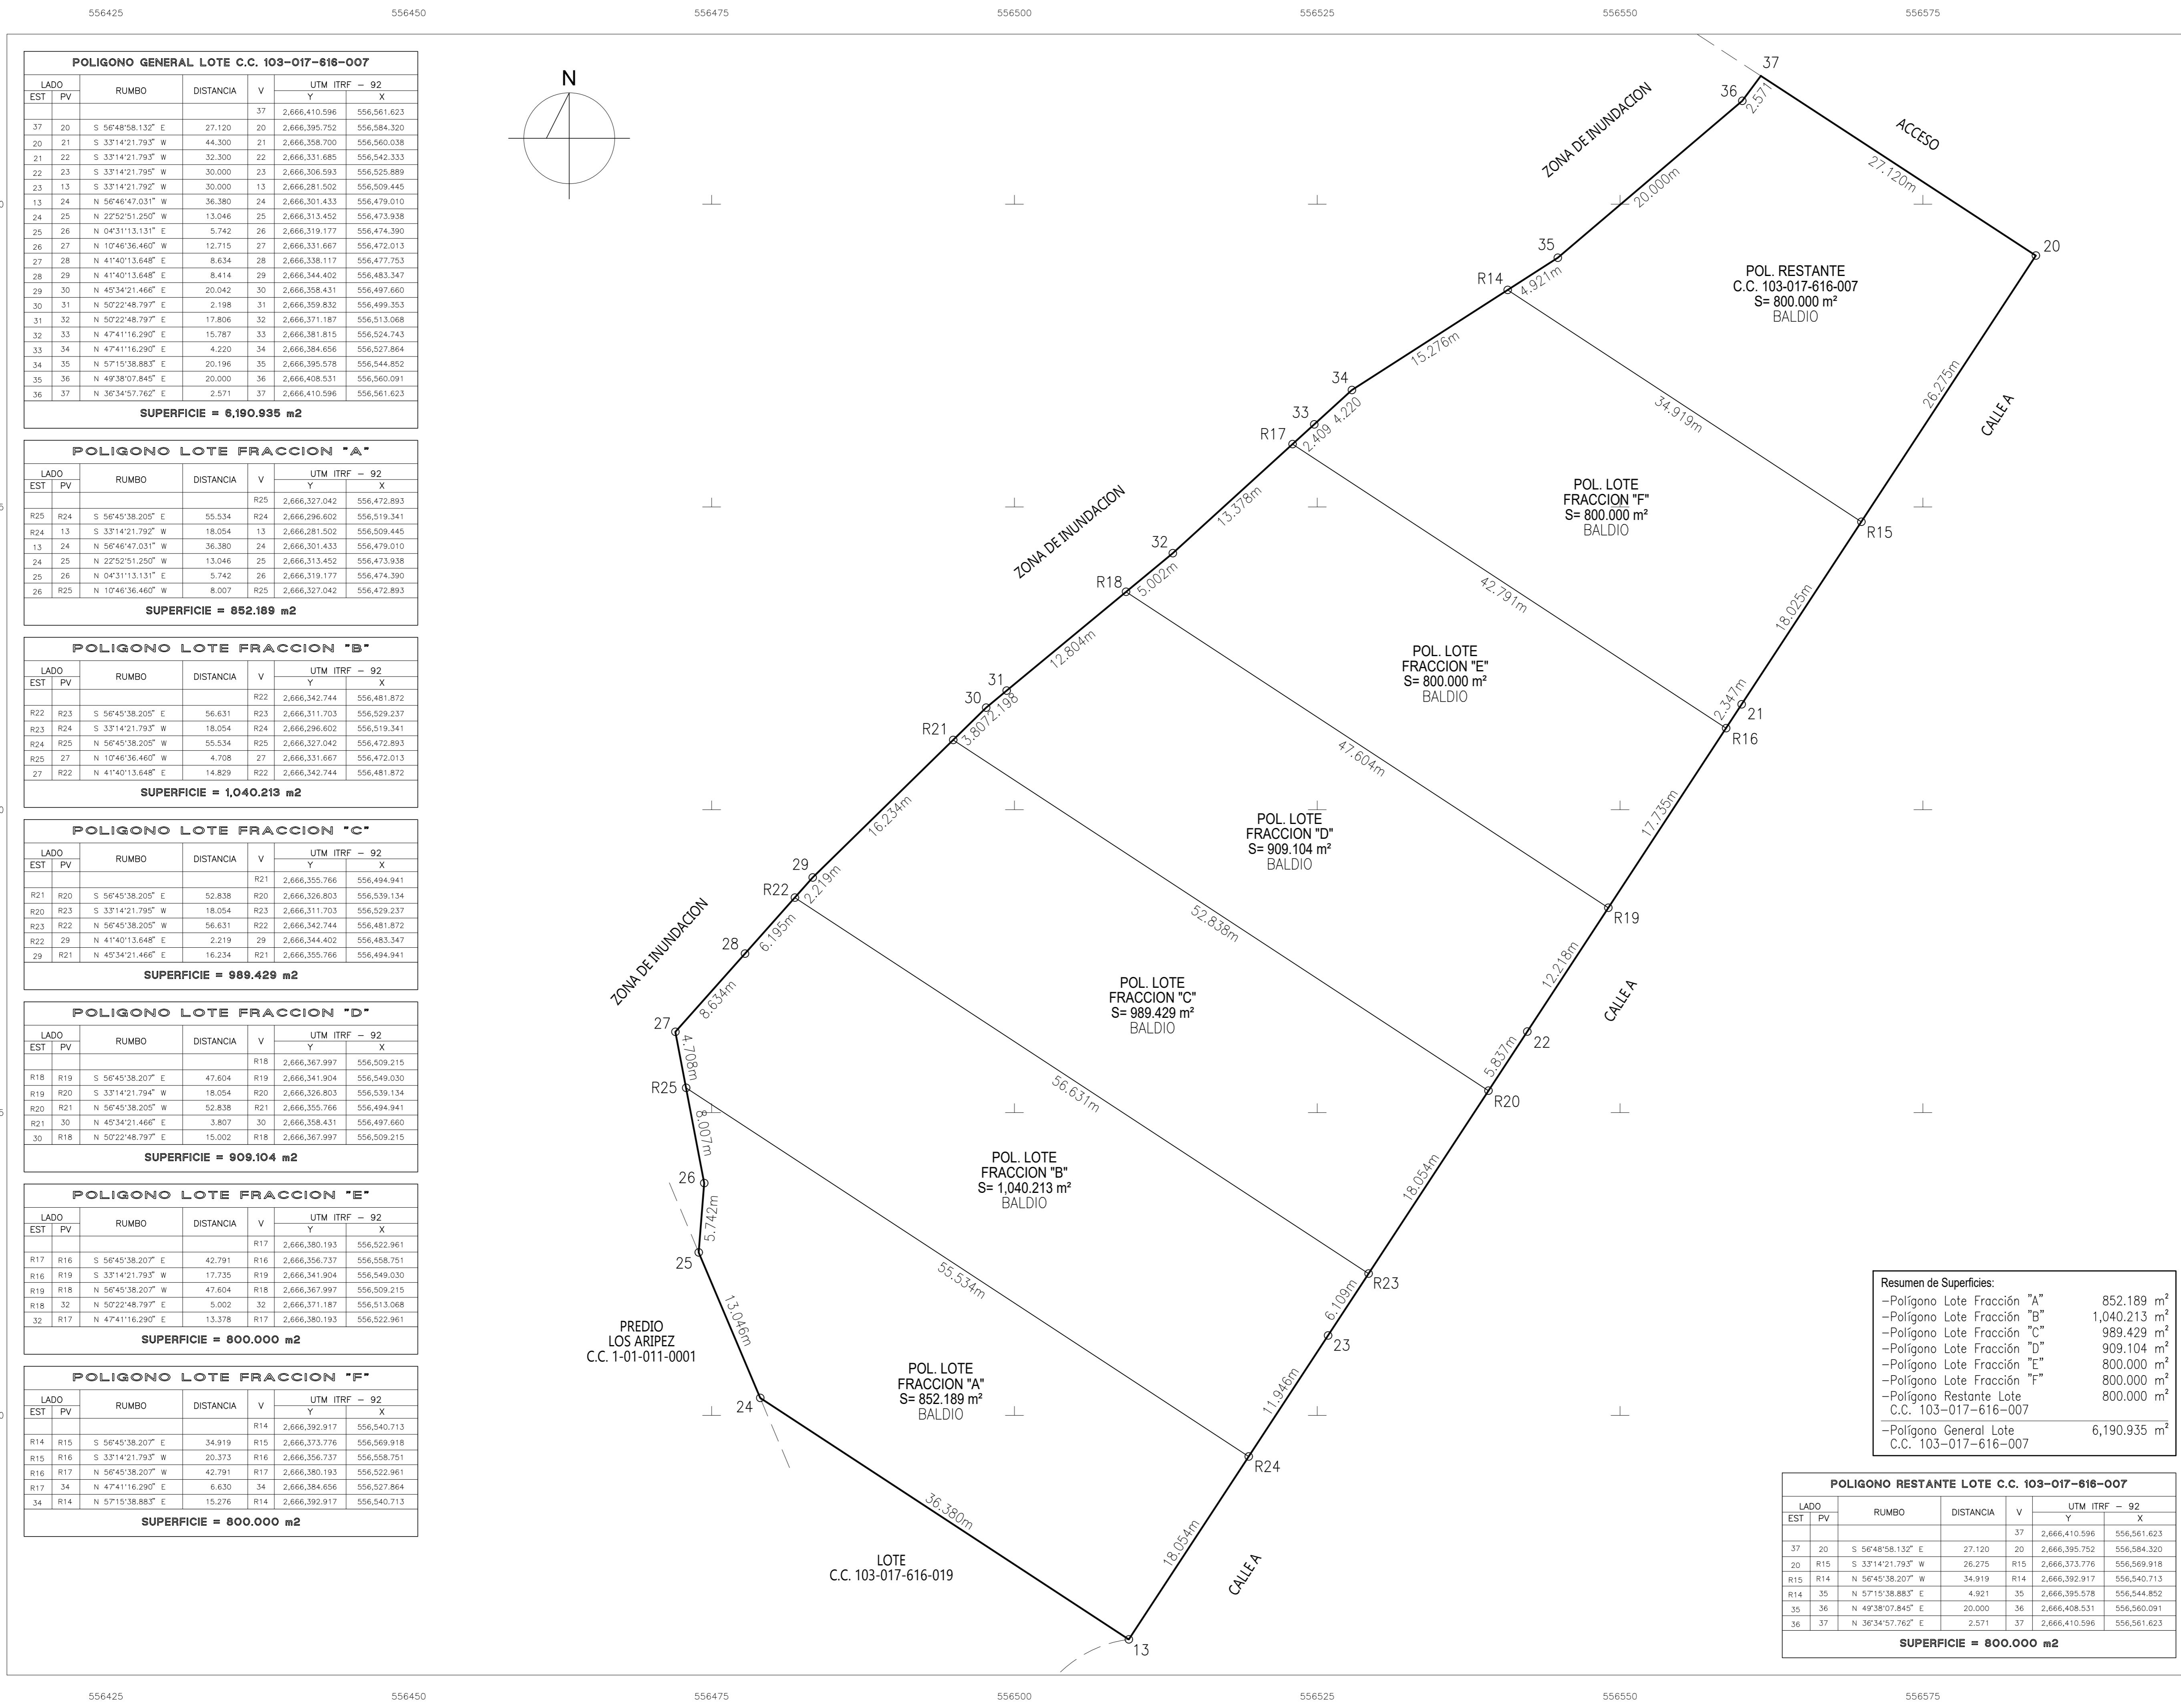 556425 556450 556475 556500 556525 556550 556575
POLIGONO GENERAL LOTE C.C. 103-017-616-007
LADO RUMBO DISTANCIA V UTM ITRF - 92
EST PV Y X
37 2,666,410.596 556,561.623
37 20 S 56°48'58.132" E 27.120 20 2,666,395.752 556,584.320
20 21 S 33°14'21.793" W 44.300 21 2,666,358.700 556,560.038
21 22 S 33°14'21.793" W 32.300 22 2,666,331.685 556,542.333
22 23 S 33°14'21.795" W 30.000 23 2,666,306.593 556,525.889
23 13 S 33°14'21.792" W 30.000 13 2,666,281.502 556,509.445
13 24 N 56°46'47.031" W 36.380 24 2,666,301.433 556,479.010
24 25 N 22°52'51.250" W 13.046 25 2,666,313.452 556,473.938
25 26 N 04°31'13.131" E 5.742 26 2,666,319.177 556,474.390
26 27 N 10°46'36.460" W 12.715 27 2,666,331.667 556,472.013
27 28 N 41°40'13.648" E 8.634 28 2,666,338.117 556,477.753
28 29 N 41°40'13.648" E 8.414 29 2,666,344.402 556,483.347
29 30 N 45°34'21.466" E 20.042 30 2,666,358.431 556,497.660
30 31 N 50°22'48.797" E 2.198 31 2,666,359.832 556,499.353
31 32 N 50°22'48.797" E 17.806 32 2,666,371.187 556,513.068
32 33 N 47°41'16.290" E 15.787 33 2,666,381.815 556,524.743
33 34 N 47°41'16.290" E 4.220 34 2,666,384.656 556,527.864
34 35 N 57°15'38.883" E 20.196 35 2,666,395.578 556,544.852
35 36 N 49°38'07.845" E 20.000 36 2,666,408.531 556,560.091
36 37 N 36°34'57.762" E 2.571 37 2,666,410.596 556,561.623
SUPERFICIE = 6,190.935 m2
POLIGONO LOTE FRACCION "A"
LADO RUMBO DISTANCIA V UTM ITRF - 92
EST PV Y X
R25 2,666,327.042 556,472.893
R25 R24 S 56°45'38.205" E 55.534 R24 2,666,296.602 556,519.341
R24 13 S 33°14'21.792" W 18.054 13 2,666,281.502 556,509.445
13 24 N 56°46'47.031" W 36.380 24 2,666,301.433 556,479.010
24 25 N 22°52'51.250" W 13.046 25 2,666,313.452 556,473.938
25 26 N 04°31'13.131" E 5.742 26 2,666,319.177 556,474.390
26 R25 N 10°46'36.460" W 8.007 R25 2,666,327.042 556,472.893
SUPERFICIE = 852.189 m2
POLIGONO LOTE FRACCION "B"
LADO RUMBO DISTANCIA V UTM ITRF - 92
EST PV Y X
R22 2,666,342.744 556,481.872
R22 R23 S 56°45'38.205" E 56.631 R23 2,666,311.703 556,529.237
R23 R24 S 33°14'21.793" W 18.054 R24 2,666,296.602 556,519.341
R24 R25 N 56°45'38.205" W 55.534 R25 2,666,327.042 556,472.893
R25 27 N 10°46'36.460" W 4.708 27 2,666,331.667 556,472.013
27 R22 N 41°40'13.648" E 14.829 R22 2,666,342.744 556,481.872
SUPERFICIE = 1,040.213 m2
POLIGONO LOTE FRACCION "C"
LADO RUMBO DISTANCIA V UTM ITRF - 92
EST PV Y X
R21 2,666,355.766 556,494.941
R21 R20 S 56°45'38.205" E 52.838 R20 2,666,326.803 556,539.134
R20 R23 S 33°14'21.795" W 18.054 R23 2,666,311.703 556,529.237
R23 R22 N 56°45'38.205" W 56.631 R22 2,666,342.744 556,481.872
R22 29 N 41°40'13.648" E 2.219 29 2,666,344.402 556,483.347
29 R21 N 45°34'21.466" E 16.234 R21 2,666,355.766 556,494.941
SUPERFICIE = 989.429 m2
POLIGONO LOTE FRACCION "D"
LADO RUMBO DISTANCIA V UTM ITRF - 92
EST PV Y X
R18 2,666,367.997 556,509.215
R18 R19 S 56°45'38.207" E 47.604 R19 2,666,341.904 556,549.030
R19 R20 S 33°14'21.794" W 18.054 R20 2,666,326.803 556,539.134
R20 R21 N 56°45'38.205" W 52.838 R21 2,666,355.766 556,494.941
R21 30 N 45°34'21.466" E 3.807 30 2,666,358.431 556,497.660
30 R18 N 50°22'48.797" E 15.002 R18 2,666,367.997 556,509.215
SUPERFICIE = 909.104 m2
POLIGONO LOTE FRACCION "E"
LADO RUMBO DISTANCIA V UTM ITRF - 92
EST PV Y X
R17 2,666,380.193 556,522.961
R17 R16 S 56°45'38.207" E 42.791 R16 2,666,356.737 556,558.751
R16 R19 S 33°14'21.793" W 17.735 R19 2,666,341.904 556,549.030
R19 R18 N 56°45'38.207" W 47.604 R18 2,666,367.997 556,509.215
R18 32 N 50°22'48.797" E 5.002 32 2,666,371.187 556,513.068
32 R17 N 47°41'16.290" E 13.378 R17 2,666,380.193 556,522.961
SUPERFICIE = 800.000 m2
POLIGONO LOTE FRACCION "F"
LADO RUMBO DISTANCIA V UTM ITRF - 92
EST PV Y X
R14 2,666,392.917 556,540.713
R14 R15 S 56°45'38.207" E 34.919 R15 2,666,373.776 556,569.918
R15 R16 S 33°14'21.793" W 20.373 R16 2,666,356.737 556,558.751
R16 R17 N 56°45'38.207" W 42.791 R17 2,666,380.193 556,522.961
R17 34 N 47°41'16.290" E 6.630 34 2,666,384.656 556,527.864
34 R14 N 57°15'38.883" E 15.276 R14 2,666,392.917 556,540.713
SUPERFICIE = 800.000 m2
N
37
36
2.571
ZONA DE INUNDACION
ACCESO
27.120m
20.000m
35
20
R14
4.921m
POL. RESTANTE
C.C. 103-017-616-007
S= 800.000 m²
BALDIO
15.276m
34
26.275m
CALLE A
34.919m
33
4.220
R17
2.409
POL. LOTE
FRACCION "F"
S= 800.000 m²
BALDIO
R15
13.378m
ZONA DE INUNDACION
32
R18
5.002m
42.791m
18.025m
12.804m
POL. LOTE
FRACCION "E"
S= 800.000 m²
BALDIO
31
30
2.198
3.807
R21
2.347m
21
R16
47.604m
16.234m
POL. LOTE
FRACCION "D"
S= 909.104 m²
BALDIO
17.735m
29
R22
2.219m
R19
52.838m
6.195m
28
ZONA DE INUNDACION
8.634m
12.218m
CALLE A
POL. LOTE
FRACCION "C"
S= 989.429 m²
BALDIO
27
4.708m
22
5.837m
R25
R20
56.631m
8.007m
POL. LOTE
FRACCION "B"
S= 1,040.213 m²
BALDIO
18.054m
26
5.742m
25
R23
55.534m
6.109m
13.046m
23
PREDIO
LOS ARIPEZ
C.C. 1-01-011-0001
POL. LOTE
FRACCION "A"
S= 852.189 m²
BALDIO
24
11.946m
R24
36.380m
18.054m
LOTE
C.C. 103-017-616-019
CALLE A
13
Resumen de Superficies:
-Polígono Lote Fracción "A" 852.189 m²
-Polígono Lote Fracción "B" 1,040.213 m²
-Polígono Lote Fracción "C" 989.429 m²
-Polígono Lote Fracción "D" 909.104 m²
-Polígono Lote Fracción "E" 800.000 m²
-Polígono Lote Fracción "F" 800.000 m²
-Polígono Restante Lote 800.000 m²
C.C. 103-017-616-007
-Polígono General Lote 6,190.935 m²
C.C. 103-017-616-007
POLIGONO RESTANTE LOTE C.C. 103-017-616-007
LADO RUMBO DISTANCIA V UTM ITRF - 92
EST PV Y X
37 2,666,410.596 556,561.623
37 20 S 56°48'58.132" E 27.120 20 2,666,395.752 556,584.320
20 R15 S 33°14'21.793" W 26.275 R15 2,666,373.776 556,569.918
R15 R14 N 56°45'38.207" W 34.919 R14 2,666,392.917 556,540.713
R14 35 N 57°15'38.883" E 4.921 35 2,666,395.578 556,544.852
35 36 N 49°38'07.845" E 20.000 36 2,666,408.531 556,560.091
36 37 N 36°34'57.762" E 2.571 37 2,666,410.596 556,561.623
SUPERFICIE = 800.000 m2
556425 556450 556475 556500 556525 556550 556575